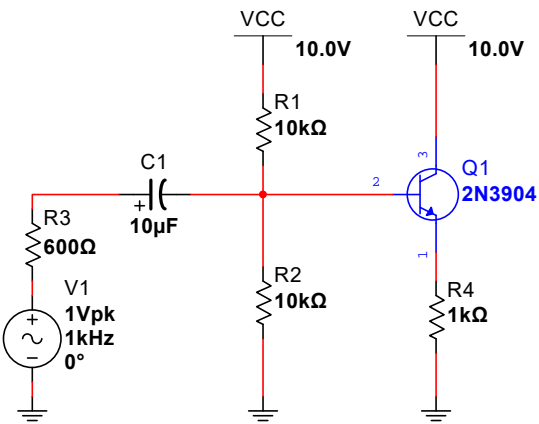 VCC
10.0V
VCC
10.0V
R1
10kΩ
C1
+
10µF
R3
600Ω
2
3
Q1
2N3904
1
V1
1Vpk
1kHz
0°
+
−
R2
10kΩ
R4
1kΩ